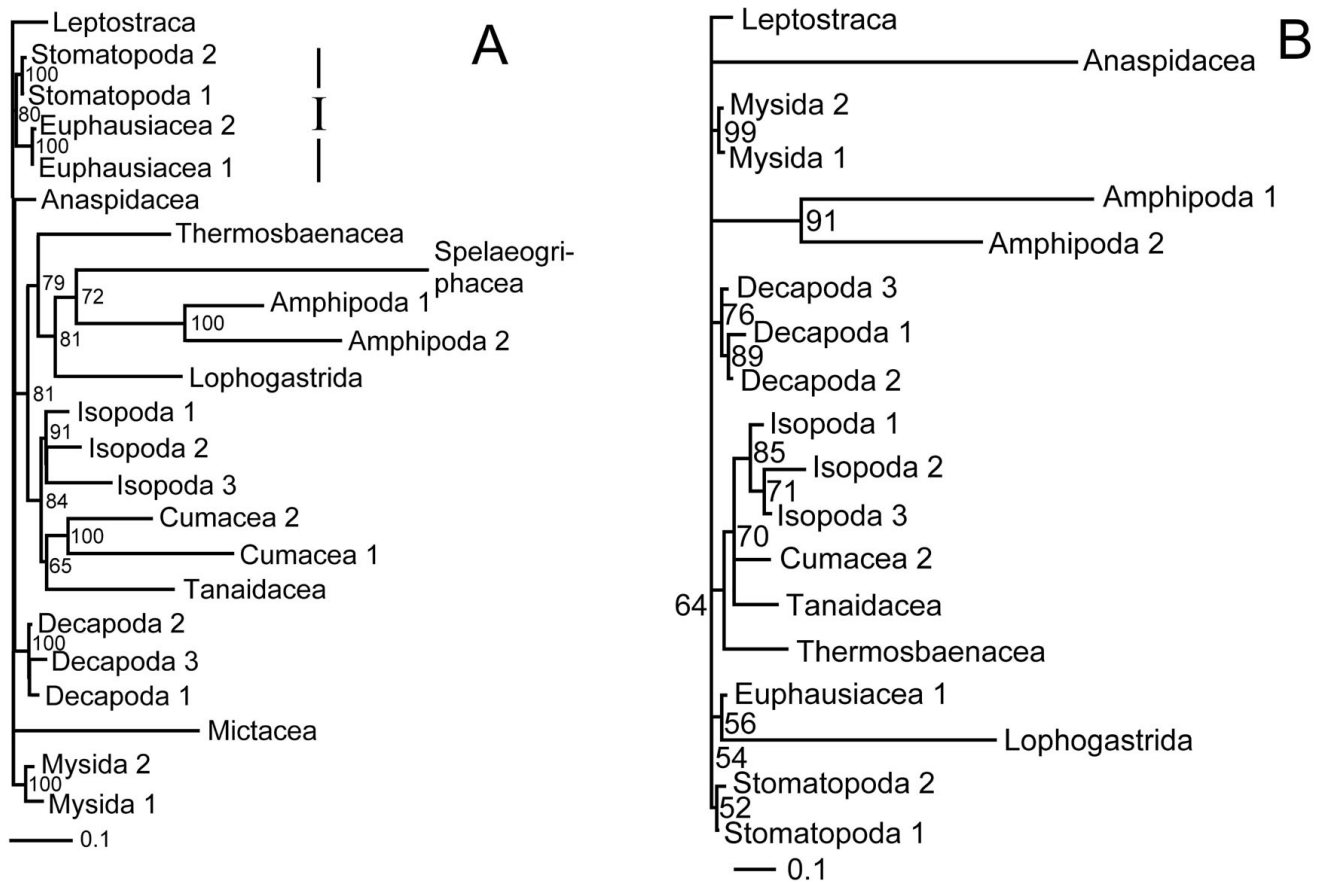 A
Leptostraca
Stomatopoda 2
100
Stomatopoda 1
80
Euphausiacea 2
100
Euphausiacea 1
I
Anaspidacea
Thermosbaenacea
79
Spelaeogri-
phacea
72
Amphipoda 1
100
81
Amphipoda 2
Lophogastrida
81
Isopoda 1
91
Isopoda 2
Isopoda 3
84
Cumacea 2
100
Cumacea 1
65
Tanaidacea
Decapoda 2
100
Decapoda 3
Decapoda 1
Mictacea
Mysida 2
100
Mysida 1
0.1
B
Leptostraca
Anaspidacea
Mysida 2
99
Mysida 1
Amphipoda 1
91
Amphipoda 2
Decapoda 3
76
Decapoda 1
89
Decapoda 2
Isopoda 1
85
Isopoda 2
71
Isopoda 3
70
Cumacea 2
64
Tanaidacea
Thermosbaenacea
Euphausiacea 1
56
Lophogastrida
54
Stomatopoda 2
52
Stomatopoda 1
0.1